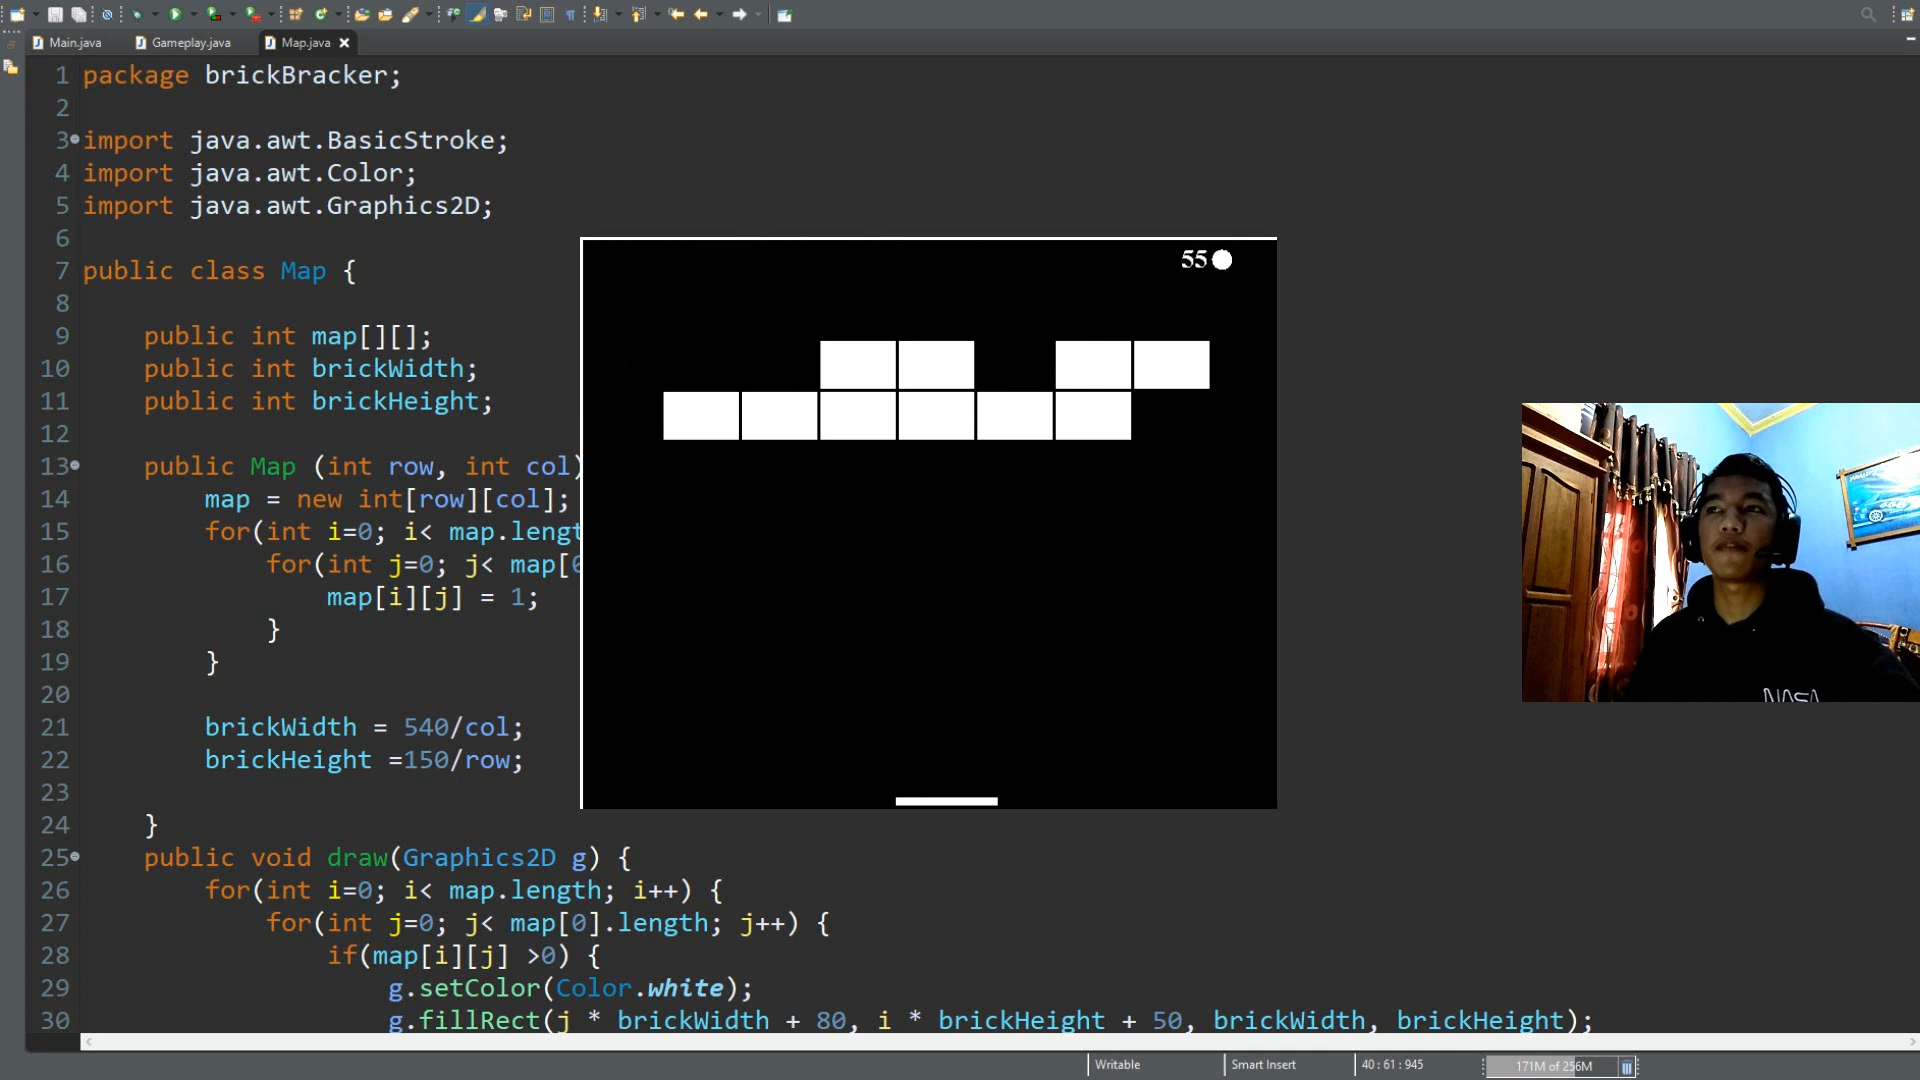 Main.java
Gameplay.java
Map.java
1 package brickBracker;
2
3 import java.awt.BasicStroke;
4 import java.awt.Color;
5 import java.awt.Graphics2D;
6
7 public class Map {
8
9 public int map[][];
10 public int brickWidth;
11 public int brickHeight;
12
13 public Map (int row, int col)
14 map = new int[row][col];
15 for(int i=0; i< map.lengt
16 for(int j=0; j< map[
17 map[i][j] = 1;
18 }
19 }
20
21 brickWidth = 540/col;
22 brickHeight =150/row;
23
24 }
25 public void draw(Graphics2D g) {
26 for(int i=0; i< map.length; i++) {
27 for(int j=0; j< map[0].length; j++) {
28 if(map[i][j] >0) {
29 g.setColor(Color.white);
30 g.fillRect(j * brickWidth + 80, i * brickHeight + 50, brickWidth, brickHeight);
55
NASA
Writable
Smart Insert
40 : 61 : 945
171M of 256M